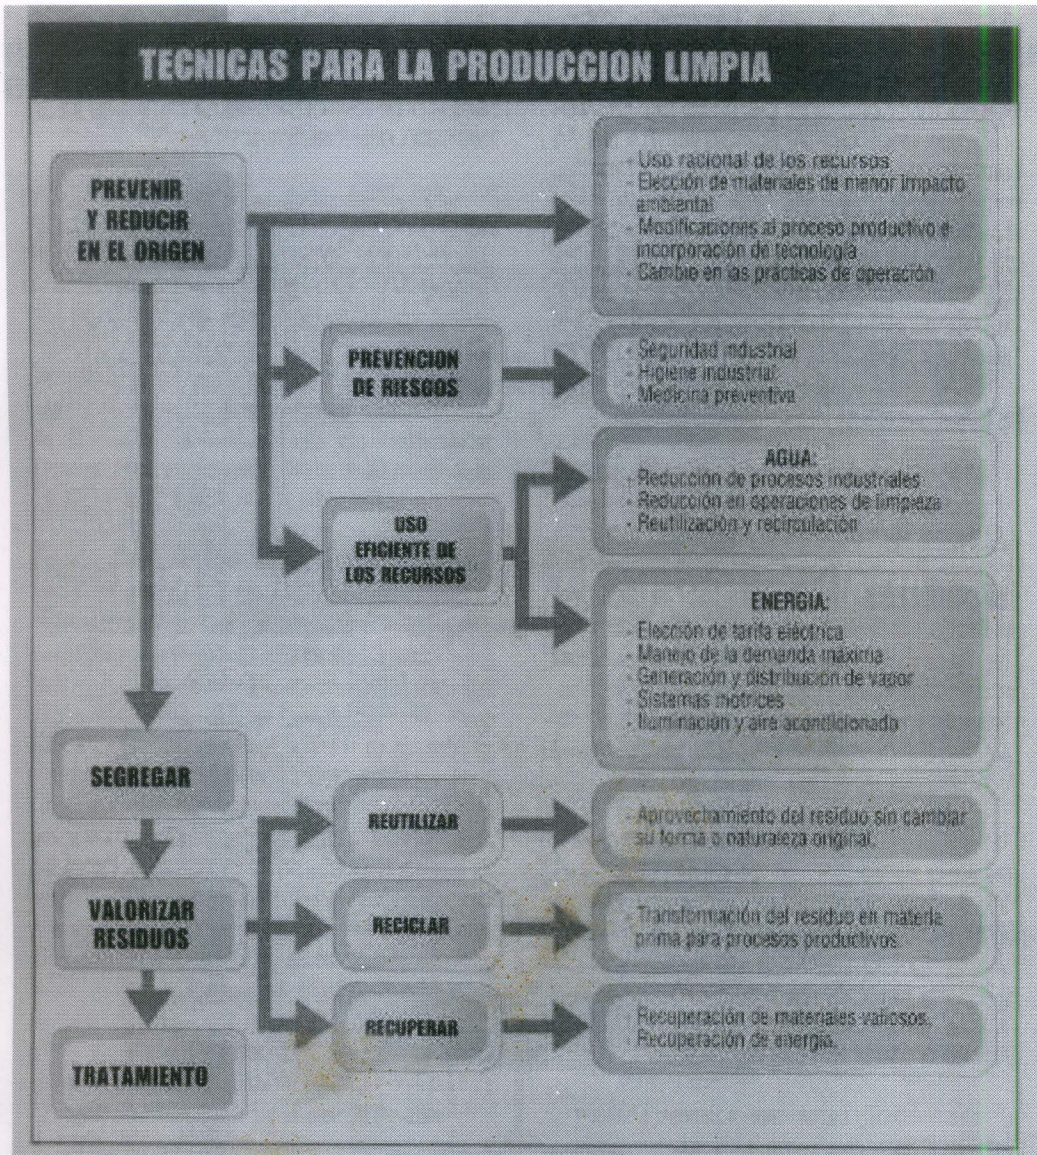 TECNICAS PARA LA PRODUCCION LIMPIA
PREVENIR
Y REDUCIR
EN EL ORIGEN
- Uso racional de los recursos
- Elección de materiales de menor impacto
ambiental
- Modificaciones al proceso productivo e
incorporación de tecnología
- Cambio en las prácticas de operación
PREVENCION
DE RIESGOS
- Seguridad industrial
- Higiene industrial
- Medicina preventiva
USO
EFICIENTE DE
LOS RECURSOS
AGUA:
- Reducción de procesos industriales
- Reducción en operaciones de limpieza
- Reutilización y recirculación
ENERGIA:
- Elección de tarifa eléctrica
- Manejo de la demanda máxima
- Generación y distribución de vapor
- Sistemas motrices
- Iluminación y aire acondicionado
SEGREGAR
VALORIZAR
RESIDUOS
REUTILIZAR
- Aprovechamiento del residuo sin cambiar
su forma o naturaleza original.
RECICLAR
- Transformación del residuo en materia
prima para procesos productivos.
RECUPERAR
- Recuperación de materiales valiosos.
- Recuperación de energía.
TRATAMIENTO